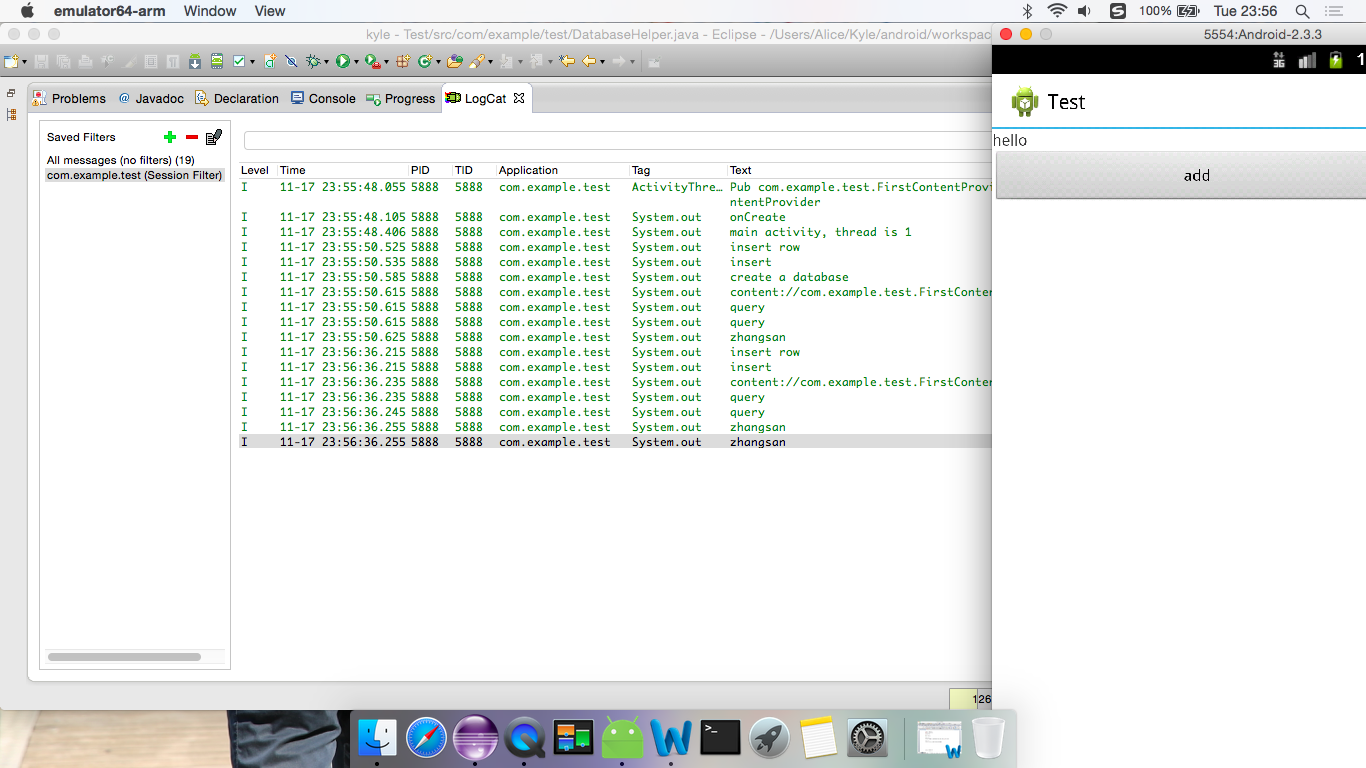 emulator64-arm Window View 100% Tue 23:56
kyle - Test/src/com/example/test/DatabaseHelper.java - Eclipse - /Users/Alice/Kyle/android/workspac
5554:Android-2.3.3
3G 1
Problems @ Javadoc Declaration Console Progress LogCat
Test
Saved Filters
hello
All messages (no filters) (19)
com.example.test (Session Filter)
add
Level Time PID TID Application Tag Text
I 11-17 23:55:48.055 5888 5888 com.example.test ActivityThre… Pub com.example.test.FirstContentProvi
ntentProvider
I 11-17 23:55:48.105 5888 5888 com.example.test System.out onCreate
I 11-17 23:55:48.406 5888 5888 com.example.test System.out main activity, thread is 1
I 11-17 23:55:50.525 5888 5888 com.example.test System.out insert row
I 11-17 23:55:50.535 5888 5888 com.example.test System.out insert
I 11-17 23:55:50.585 5888 5888 com.example.test System.out create a database
I 11-17 23:55:50.615 5888 5888 com.example.test System.out content://com.example.test.FirstConten
I 11-17 23:55:50.615 5888 5888 com.example.test System.out query
I 11-17 23:55:50.615 5888 5888 com.example.test System.out query
I 11-17 23:55:50.625 5888 5888 com.example.test System.out zhangsan
I 11-17 23:56:36.215 5888 5888 com.example.test System.out insert row
I 11-17 23:56:36.215 5888 5888 com.example.test System.out insert
I 11-17 23:56:36.235 5888 5888 com.example.test System.out content://com.example.test.FirstConten
I 11-17 23:56:36.235 5888 5888 com.example.test System.out query
I 11-17 23:56:36.245 5888 5888 com.example.test System.out query
I 11-17 23:56:36.255 5888 5888 com.example.test System.out zhangsan
I 11-17 23:56:36.255 5888 5888 com.example.test System.out zhangsan
126